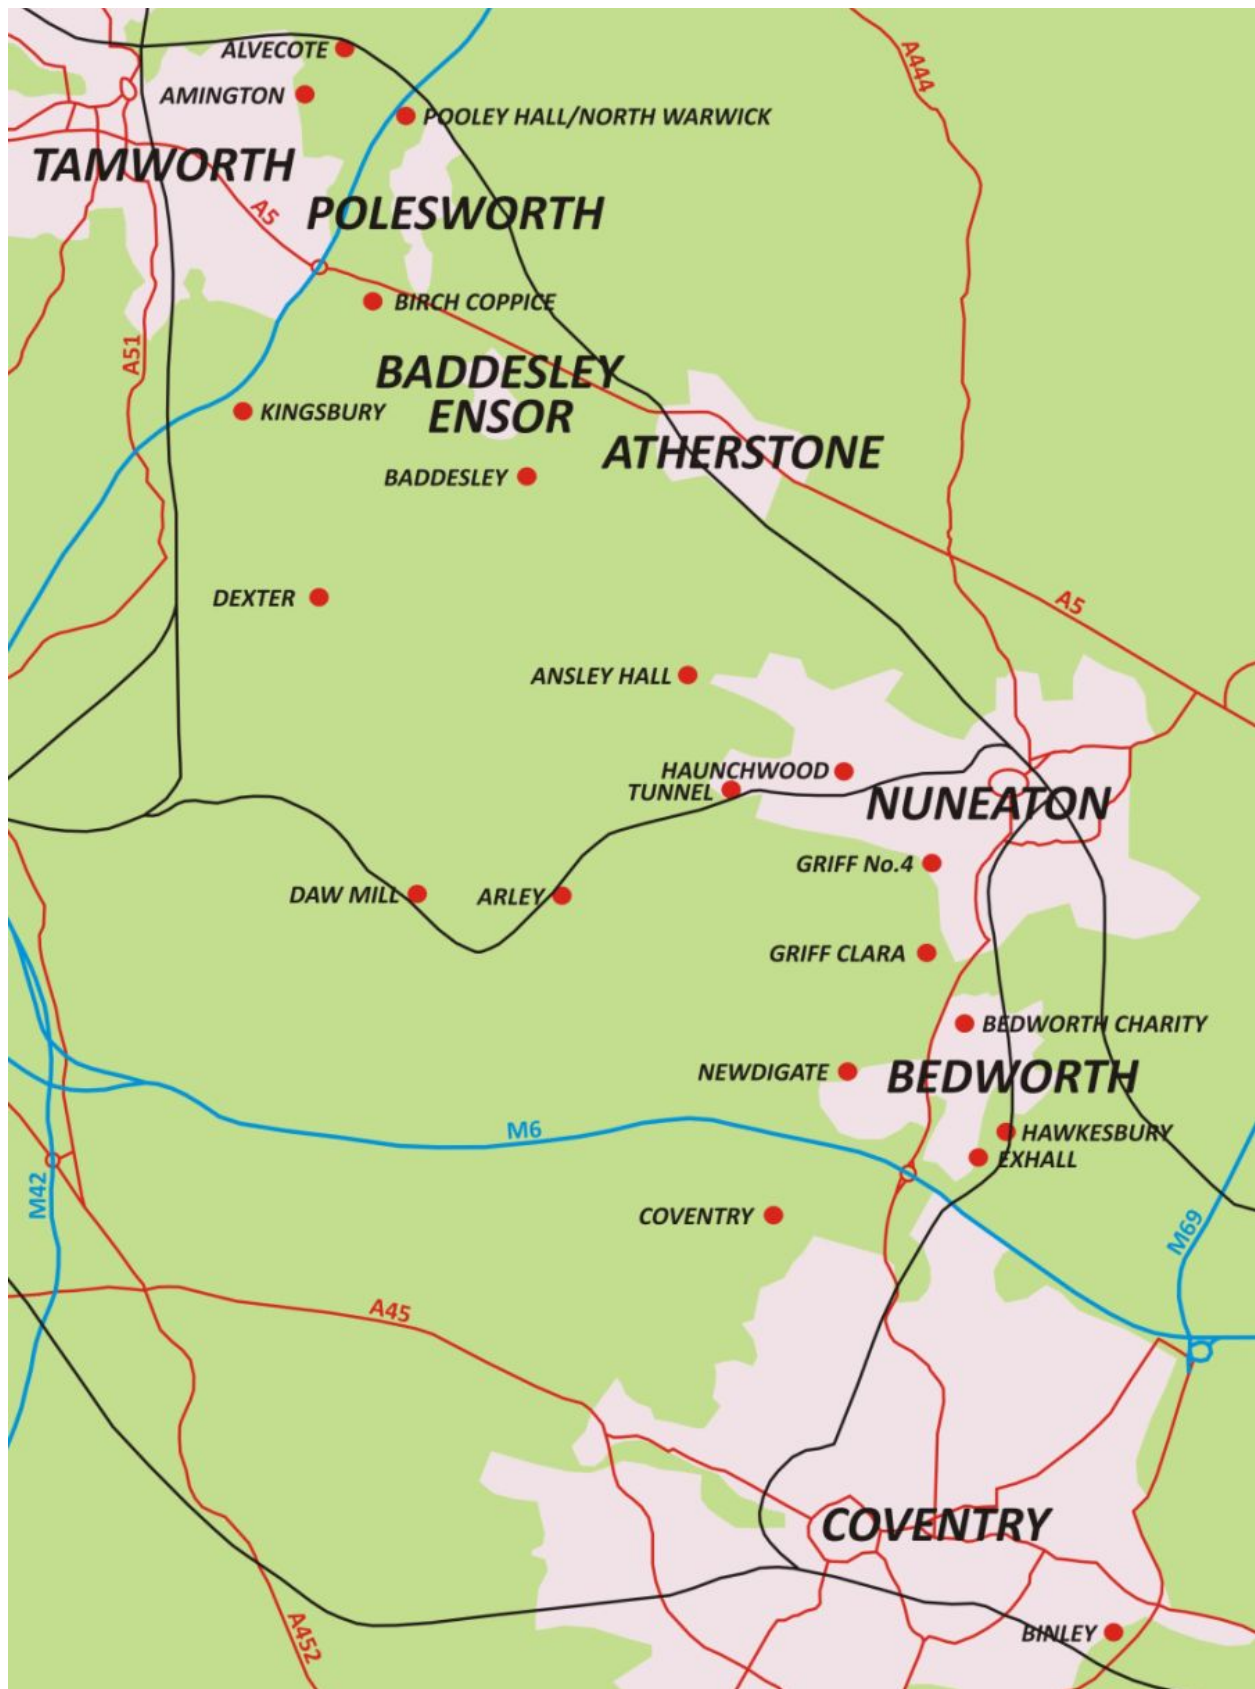 ALVECOTE
A444
AMINGTON
POOLEY HALL/NORTH WARWICK
TAMWORTH
A5
POLESWORTH
BIRCH COPPICE
A51
BADDESLEY
ENSOR
KINGSBURY
ATHERSTONE
BADDESLEY
DEXTER
A5
ANSLEY HALL
HAUNCHWOOD
TUNNEL
NUNEATON
GRIFF No.4
DAW MILL
ARLEY
GRIFF CLARA
BEDWORTH CHARITY
NEWDIGATE
BEDWORTH
M6
HAWKESBURY
EXHALL
M42
COVENTRY
M69
A45
COVENTRY
A452
BINLEY